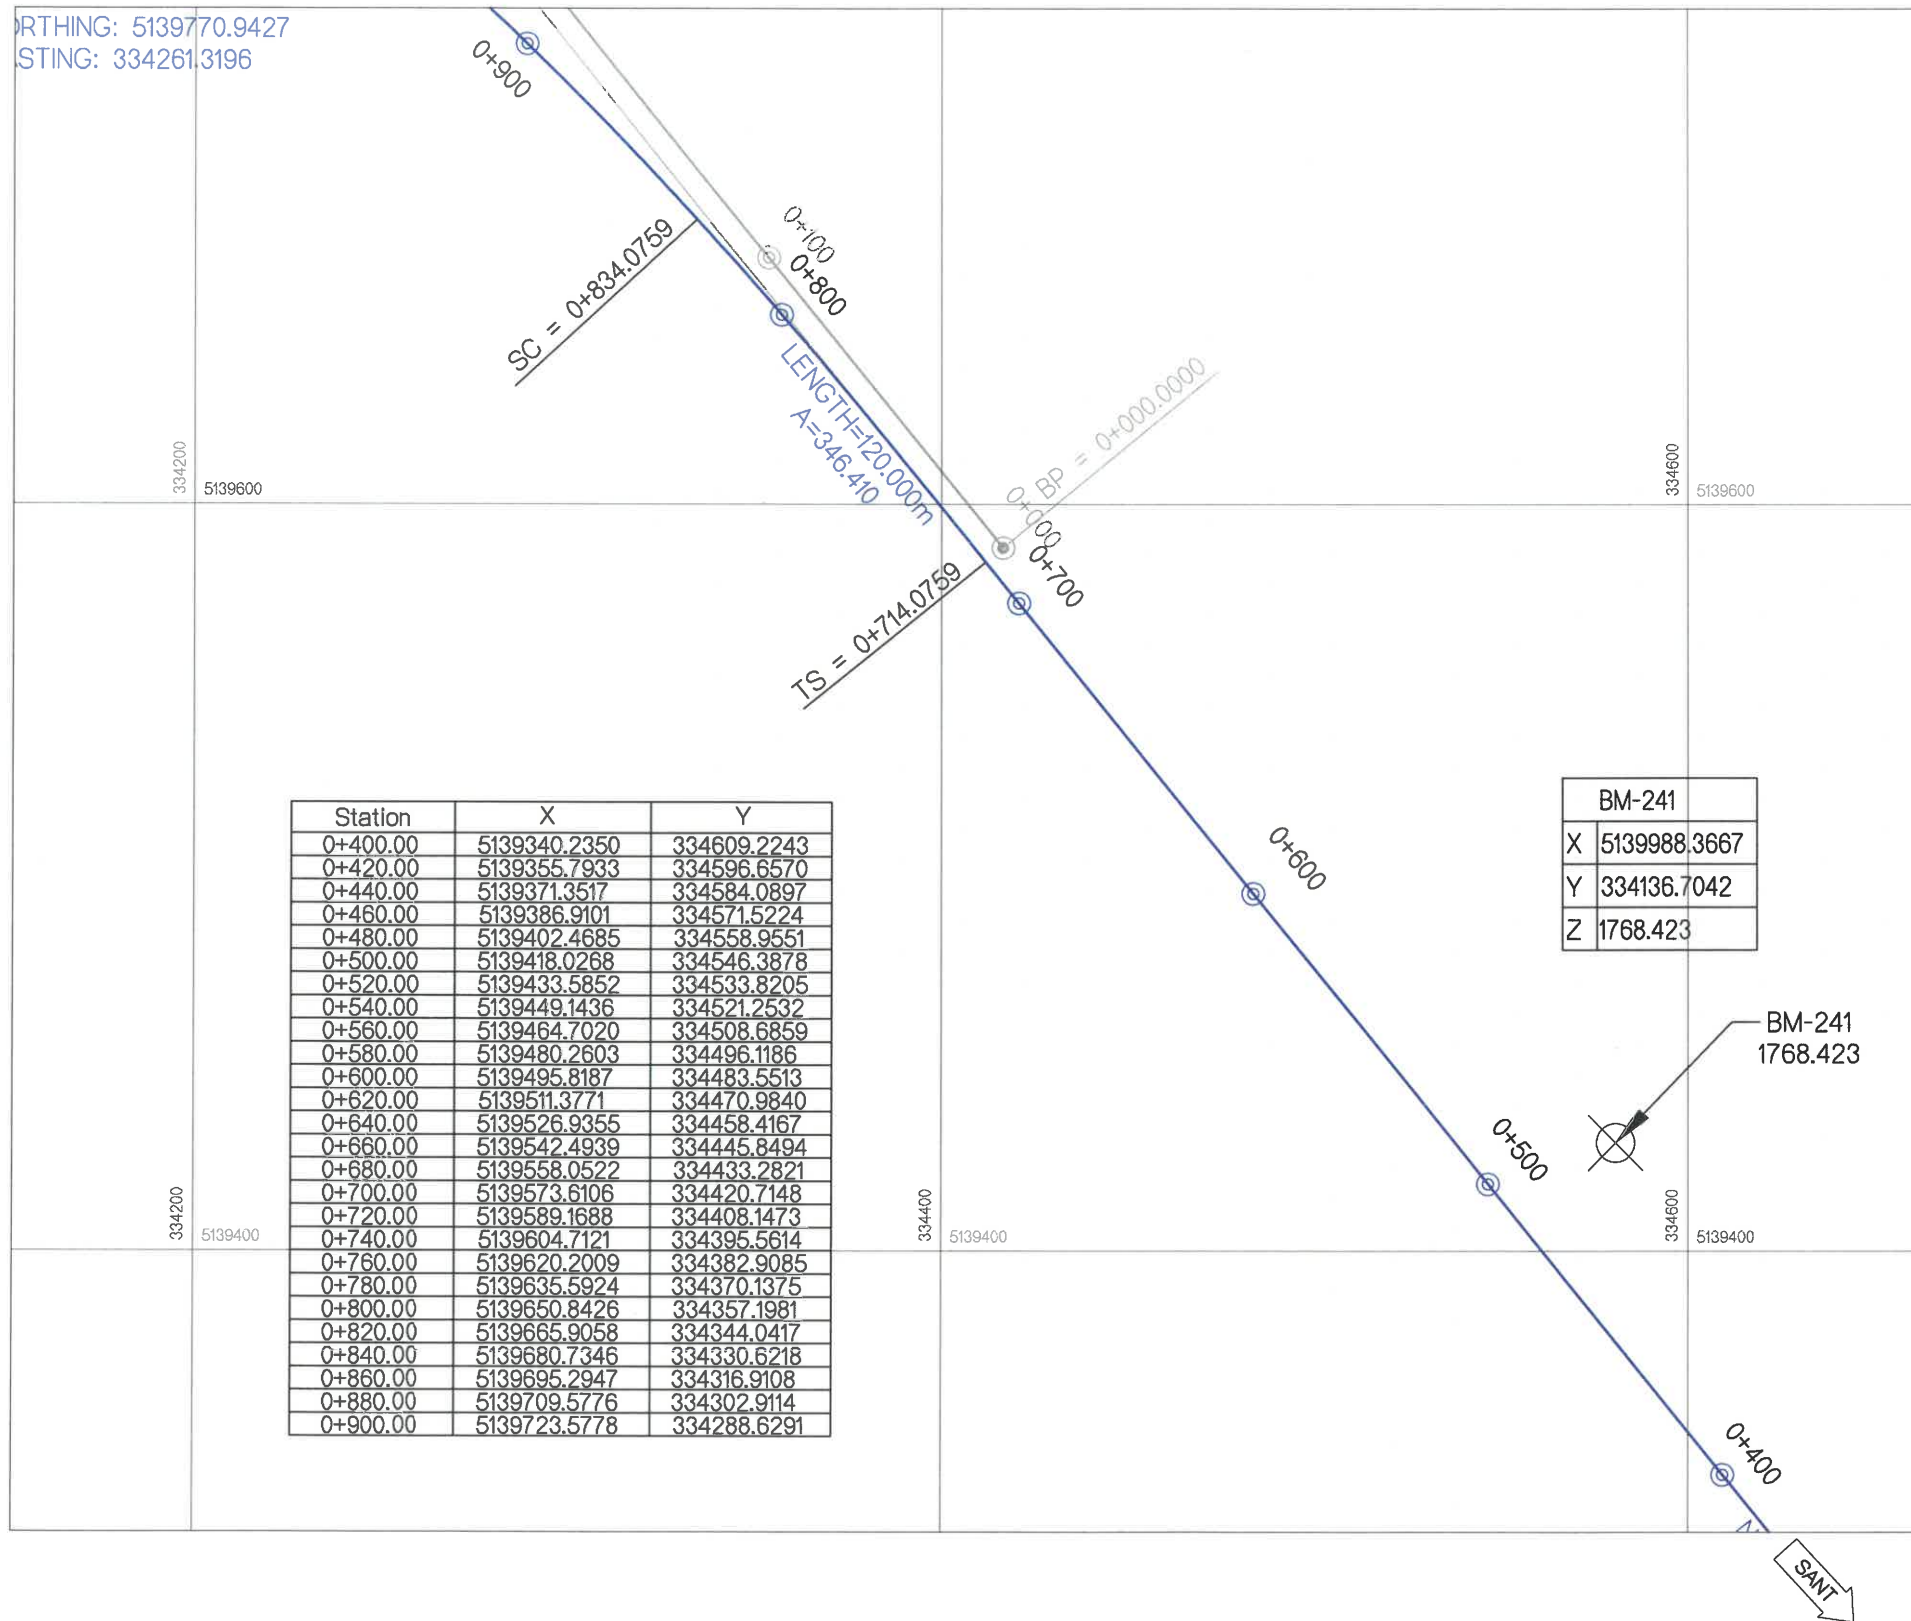 RTHING: 5139770.9427
STING: 334261.3196
0+900
0+100
0+800
SC = 0+834.0759
LENGTH=120.000m
A=346.410
BP = 0+000.0000
0+000
0+700
TS = 0+714.0759
334200
5139600
334600
5139600
0+600
Station X Y
0+400.00 5139340.2350 334609.2243
0+420.00 5139355.7933 334596.6570
0+440.00 5139371.3517 334584.0897
0+460.00 5139386.9101 334571.5224
0+480.00 5139402.4685 334558.9551
0+500.00 5139418.0268 334546.3878
0+520.00 5139433.5852 334533.8205
0+540.00 5139449.1436 334521.2532
0+560.00 5139464.7020 334508.6859
0+580.00 5139480.2603 334496.1186
0+600.00 5139495.8187 334483.5513
0+620.00 5139511.3771 334470.9840
0+640.00 5139526.9355 334458.4167
0+660.00 5139542.4939 334445.8494
0+680.00 5139558.0522 334433.2821
0+700.00 5139573.6106 334420.7148
0+720.00 5139589.1688 334408.1473
0+740.00 5139604.7121 334395.5614
0+760.00 5139620.2009 334382.9085
0+780.00 5139635.5924 334370.1375
0+800.00 5139650.8426 334357.1981
0+820.00 5139665.9058 334344.0417
0+840.00 5139680.7346 334330.6218
0+860.00 5139695.2947 334316.9108
0+880.00 5139709.5776 334302.9114
0+900.00 5139723.5778 334288.6291
BM-241
X 5139988.3667
Y 334136.7042
Z 1768.423
BM-241
1768.423
0+500
334200
5139400
334400
5139400
334600
5139400
0+400
SANT